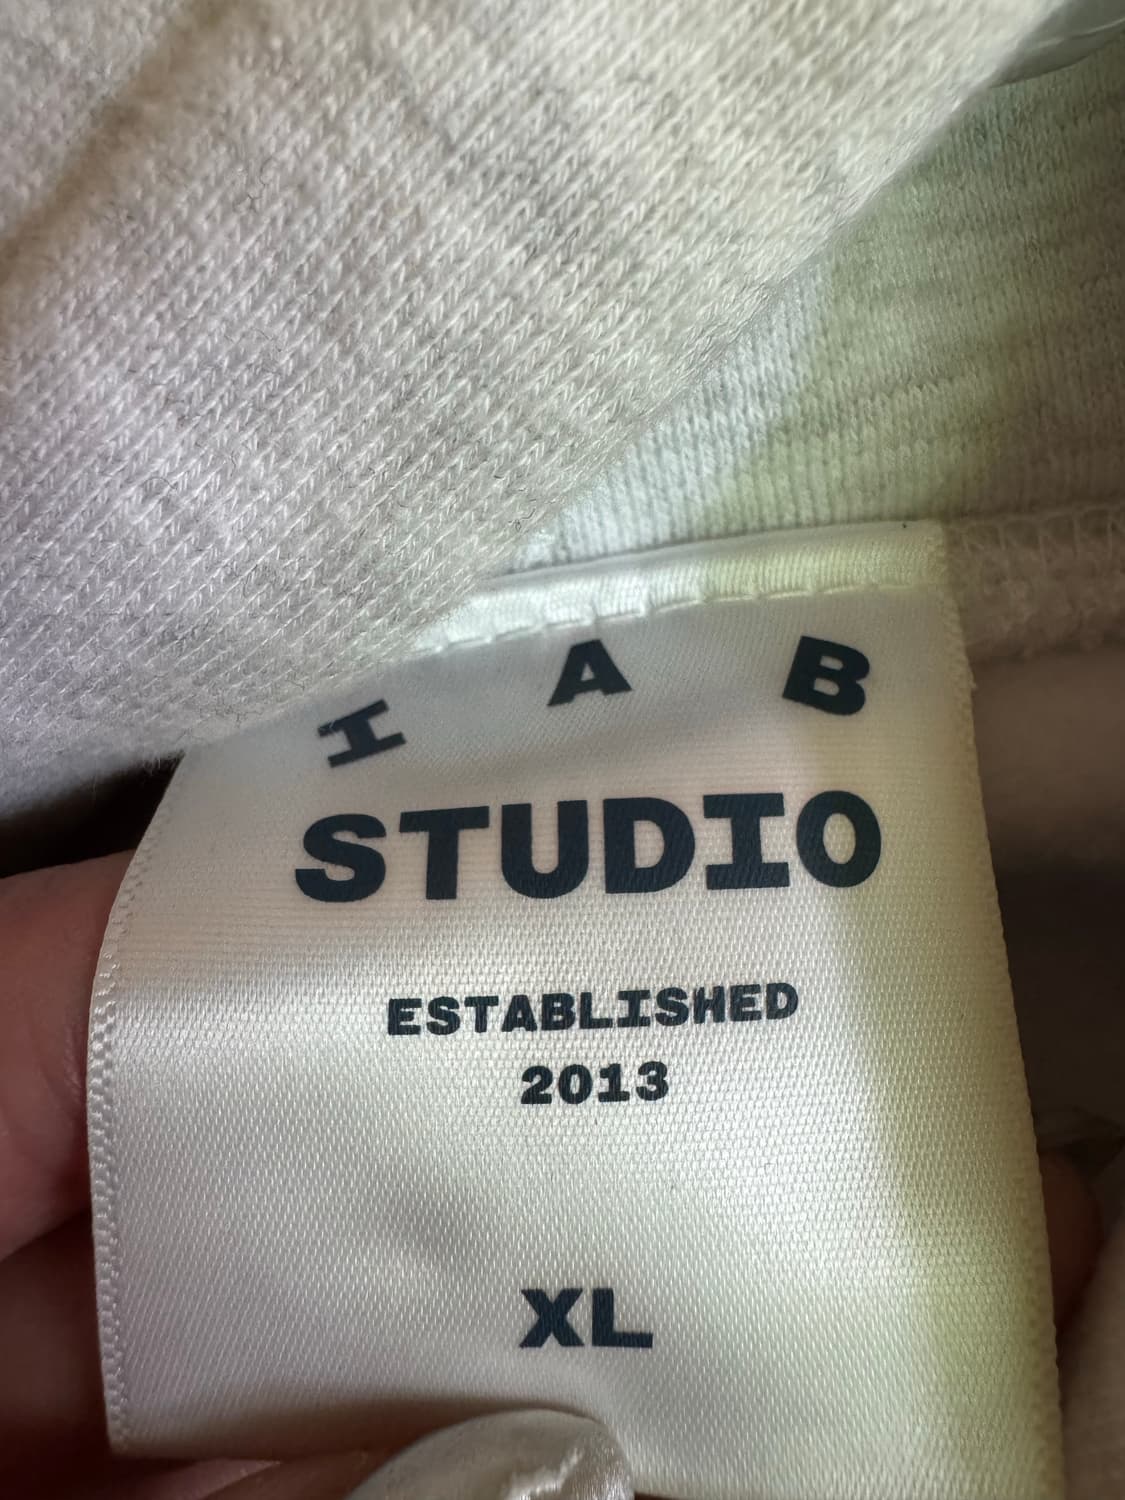 I A B
STUDIO
ESTABLISHED
2013
XL